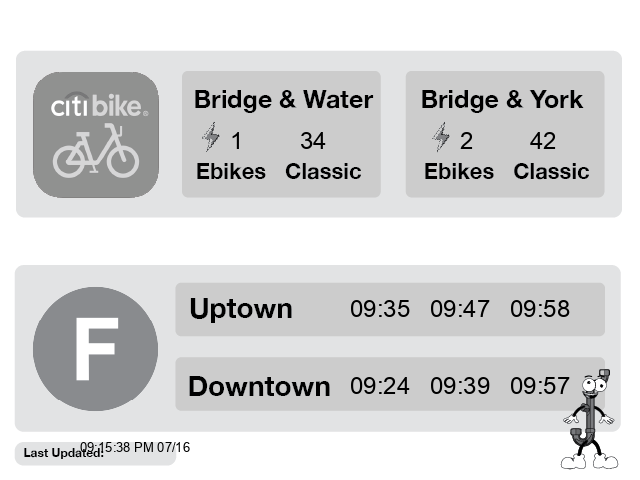 citi bike®
Bridge & Water
1 34
Ebikes Classic
Bridge & York
2 42
Ebikes Classic
F
Uptown 09:35 09:47 09:58
Downtown 09:24 09:39 09:57
Last Updated: 09:15:38 PM 07/16